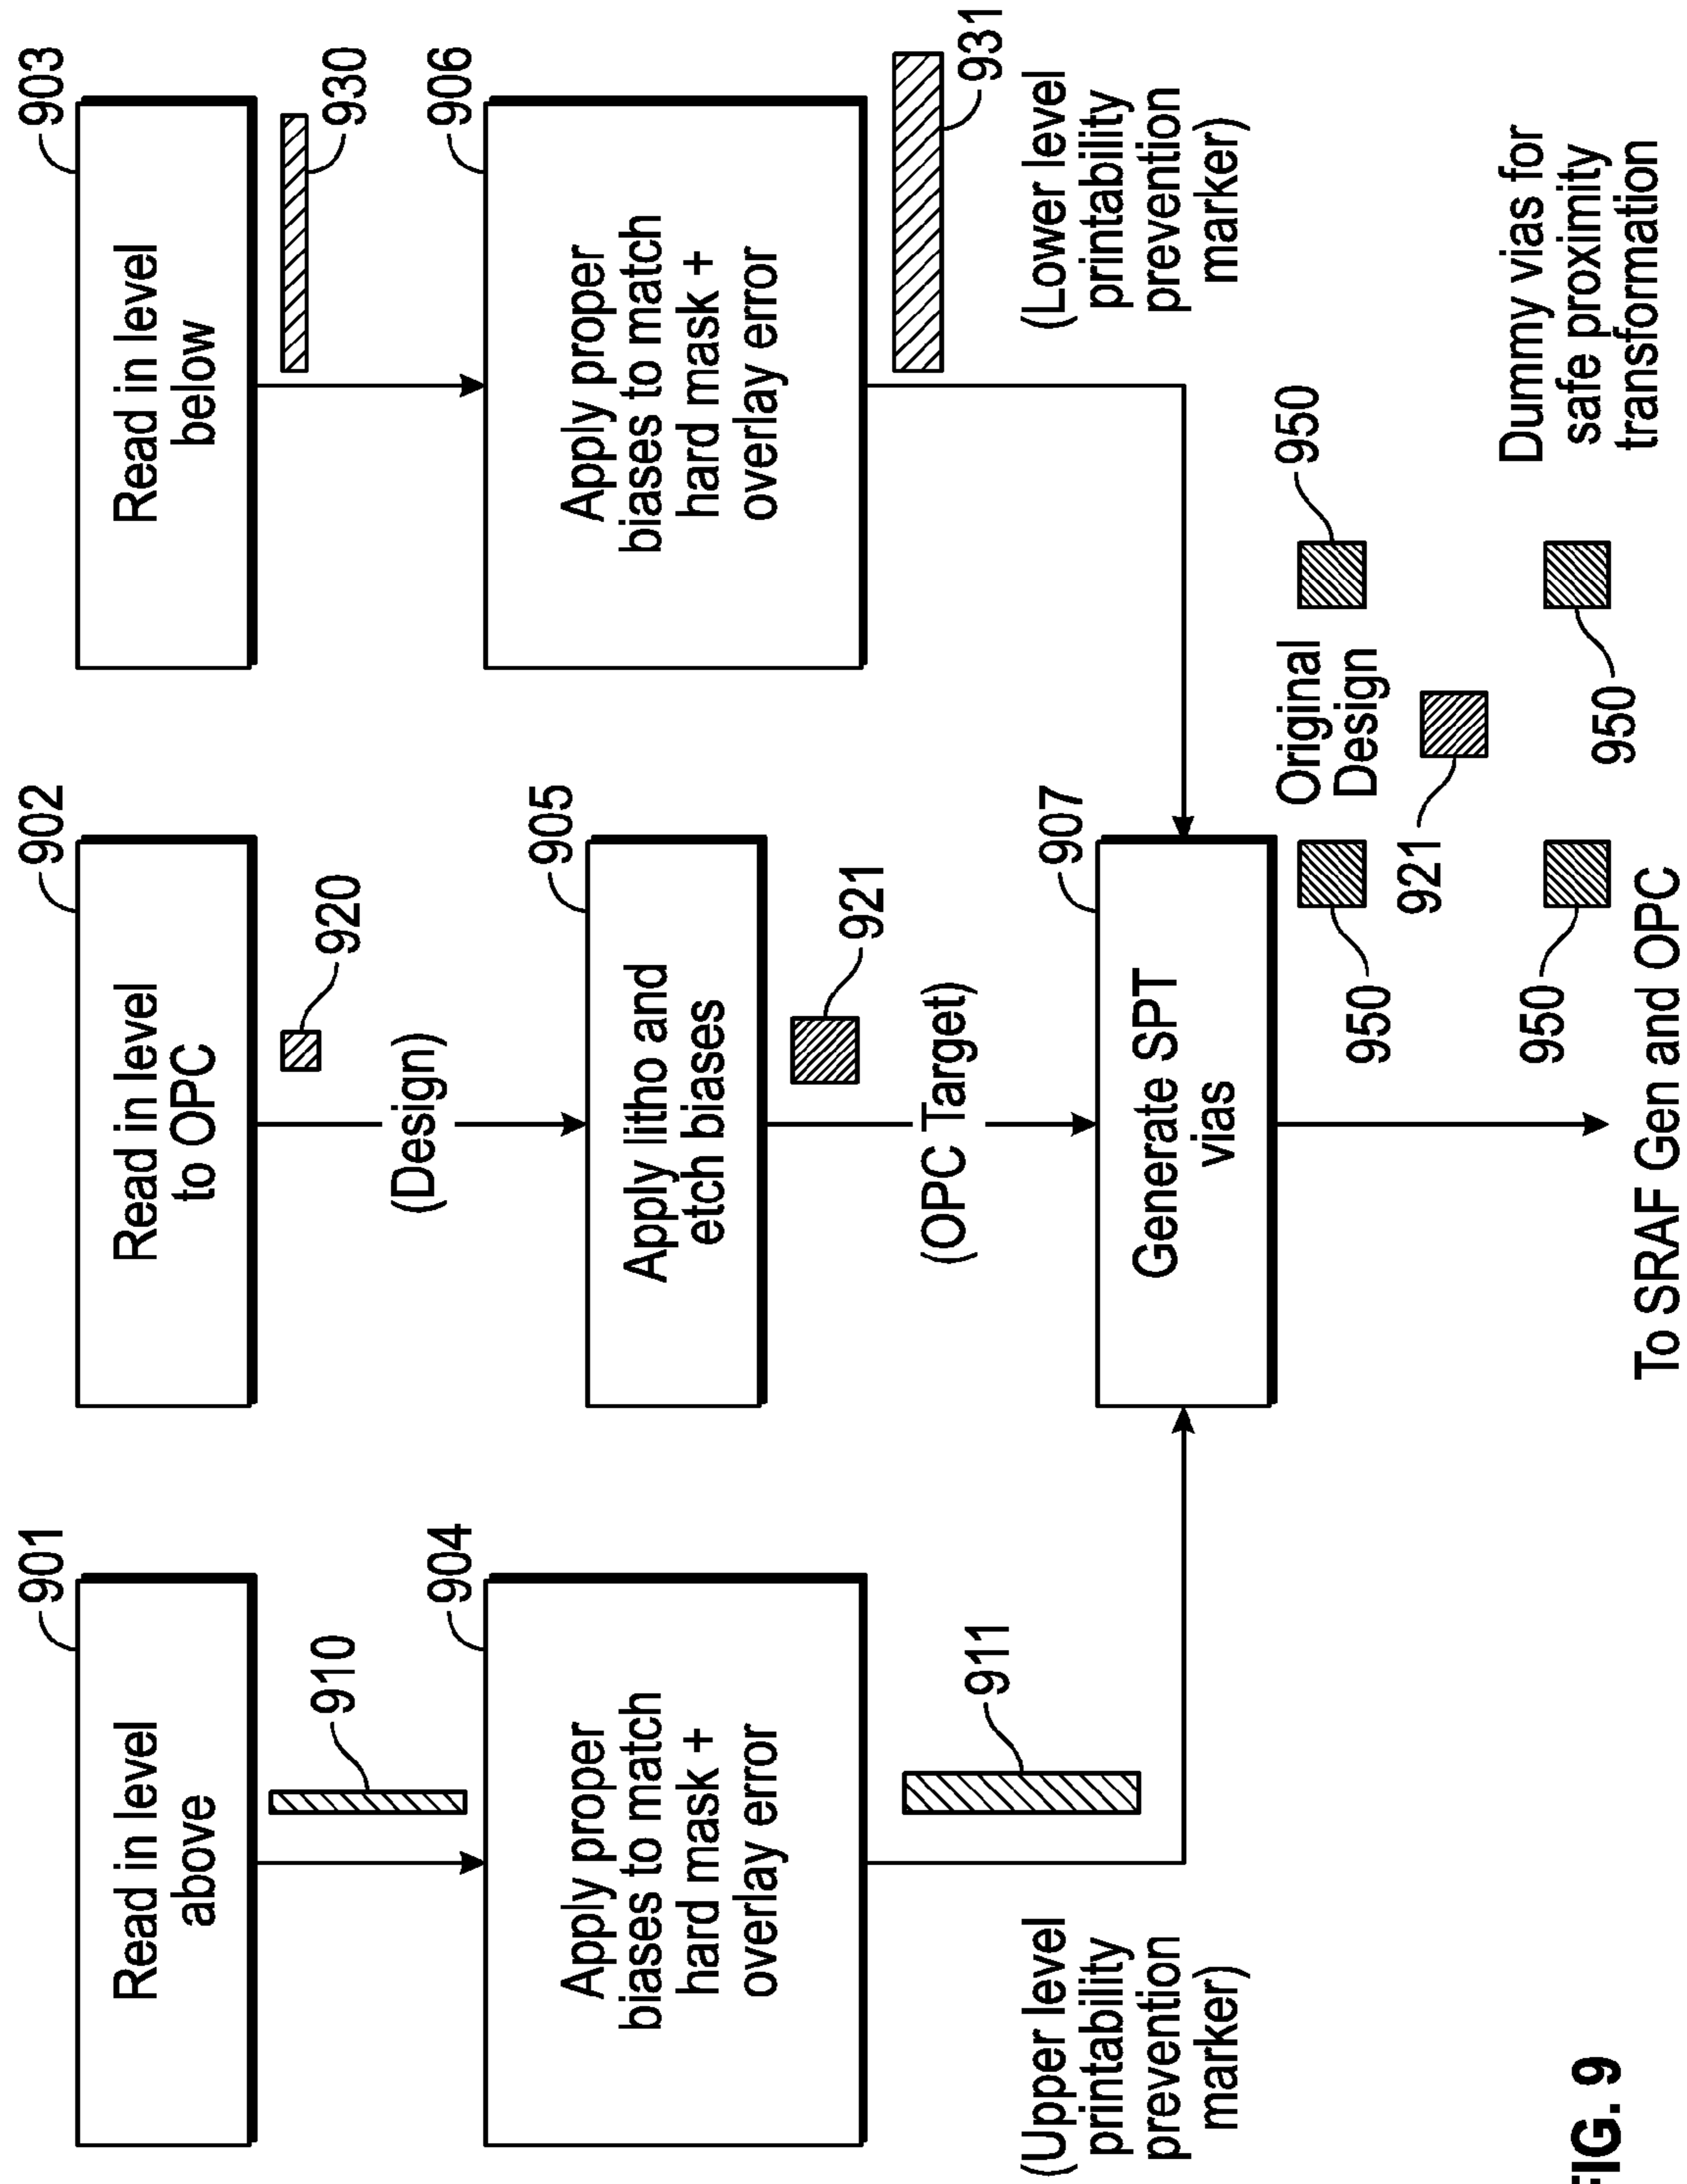 901
Read in level
above
910
904
Apply proper
biases to match
hard mask +
overlay error
911
(Upper level
printability
prevention
marker)
902
Read in level
to OPC
920
(Design)
905
Apply litho and
etch biases
921
(OPC Target)
907
Generate SPT
vias
903
Read in level
below
930
906
Apply proper
biases to match
hard mask +
overlay error
931
(Lower level
printability
prevention
marker)
Original
Design
950
950
921
950
950
Dummy vias for
safe proximity
transformation
To SRAF Gen and OPC
FIG. 9